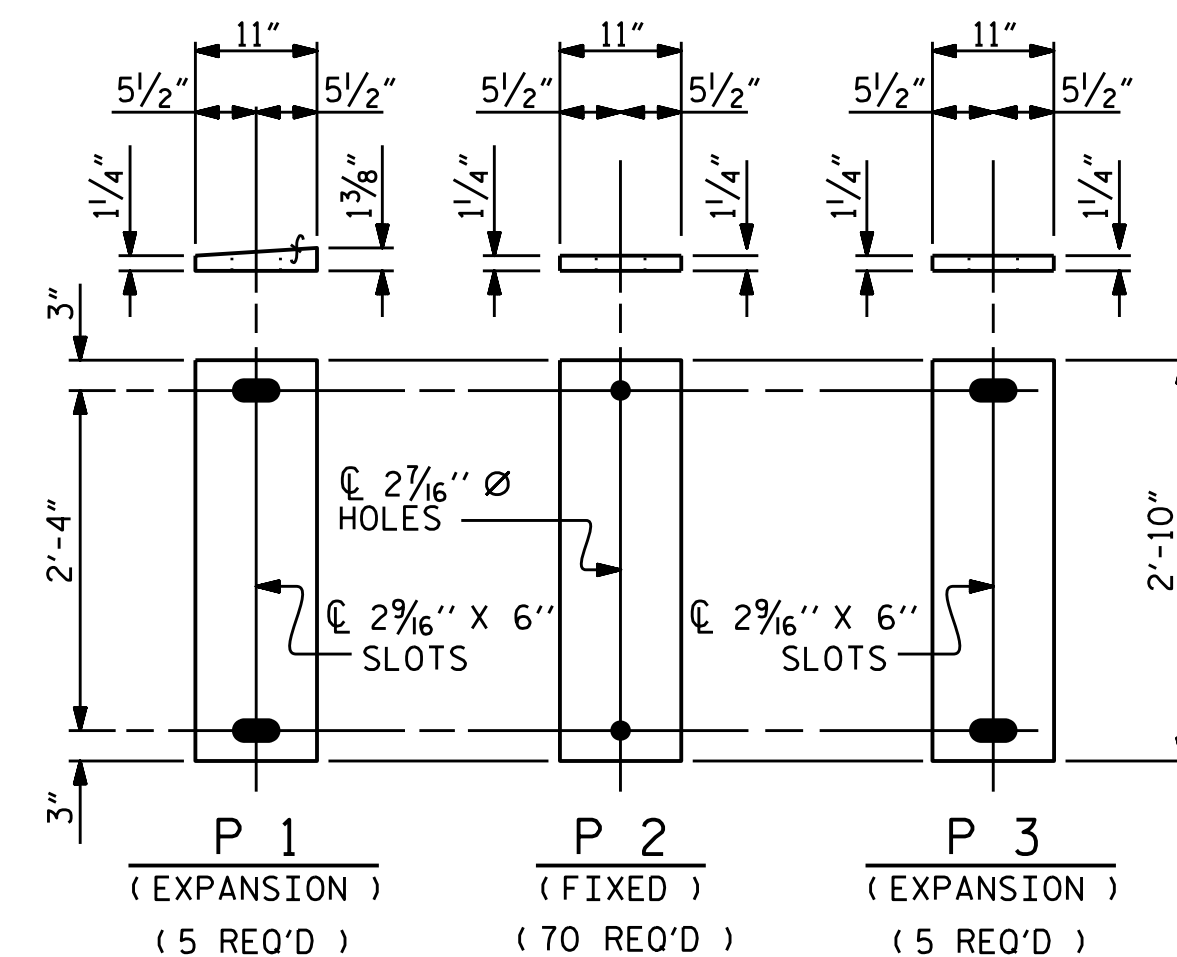 11" 11" 11"
5½" 5½" 5½" 5½" 5½" 5½"
1¼" 1⅜" 1¼" 1¼" 1¼" 1¼"
3"
2'-4"
℄ 2 7/16'' Ø
HOLES
2'-10"
℄ 2 9/16'' X 6''
SLOTS
℄ 2 9/16'' X 6''
SLOTS
3"
P 1 P 2 P 3
( EXPANSION ) ( FIXED ) ( EXPANSION )
( 5 REQ'D ) ( 70 REQ'D ) ( 5 REQ'D )